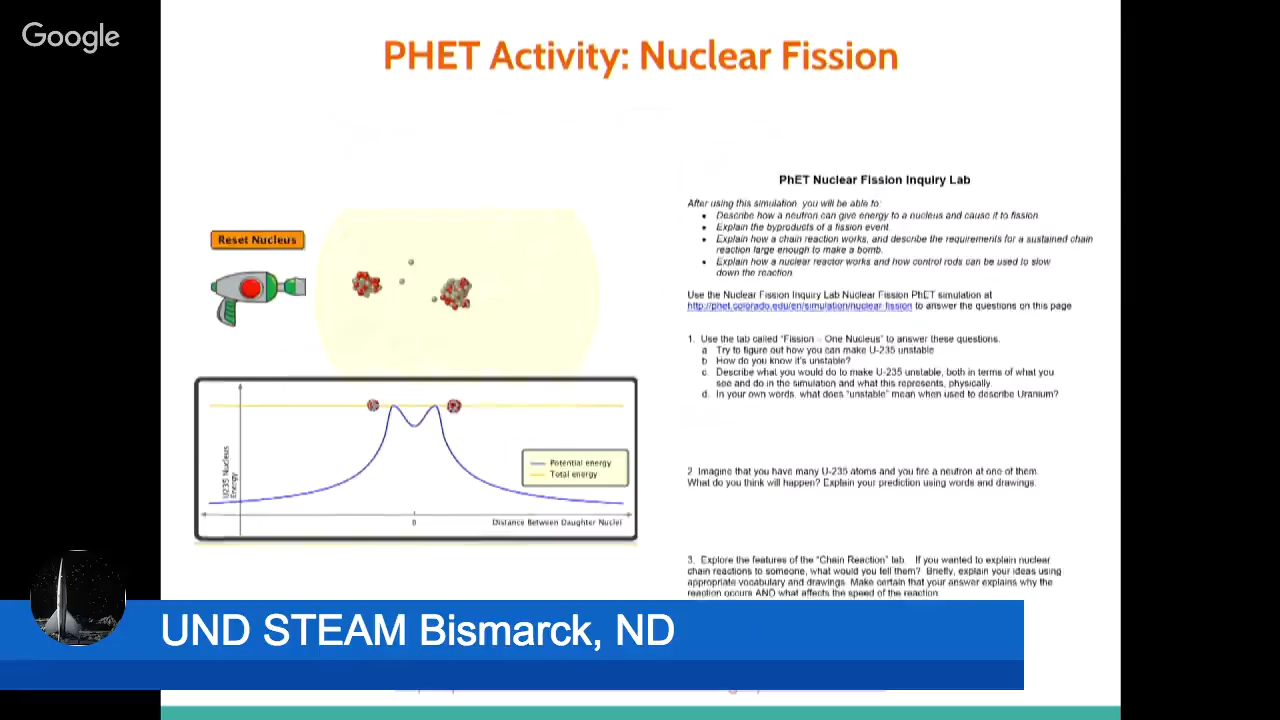 Google
PHET Activity: Nuclear Fission
Reset Nucleus
U235 Nucleus
Energy
Potential energy
Total energy
0
Distance Between Daughter Nuclei
PhET Nuclear Fission Inquiry Lab
After using this simulation you will be able to:
• Describe how a neutron can give energy to a nucleus and cause it to fission.
• Explain the byproducts of a fission event.
• Explain how a chain reaction works, and describe the requirements for a sustained chain
reaction large enough to make a bomb.
• Explain how a nuclear reactor works and how control rods can be used to slow
down the reaction.
Use the Nuclear Fission Inquiry Lab Nuclear Fission PhET simulation at
http://phet.colorado.edu/en/simulation/nuclear-fission to answer the questions on this page
1. Use the tab called "Fission - One Nucleus" to answer these questions.
a Try to figure out how you can make U-235 unstable
b How do you know it's unstable?
c. Describe what you would do to make U-235 unstable, both in terms of what you
see and do in the simulation and what this represents, physically.
d. In your own words, what does "unstable" mean when used to describe Uranium?
2 Imagine that you have many U-235 atoms and you fire a neutron at one of them.
What do you think will happen? Explain your prediction using words and drawings.
3. Explore the features of the "Chain Reaction" tab. If you wanted to explain nuclear
chain reactions to someone, what would you tell them? Briefly, explain your ideas using
appropriate vocabulary and drawings. Make certain that your answer explains why the
reaction occurs AND what affects the speed of the reaction.
UND STEAM Bismarck, ND